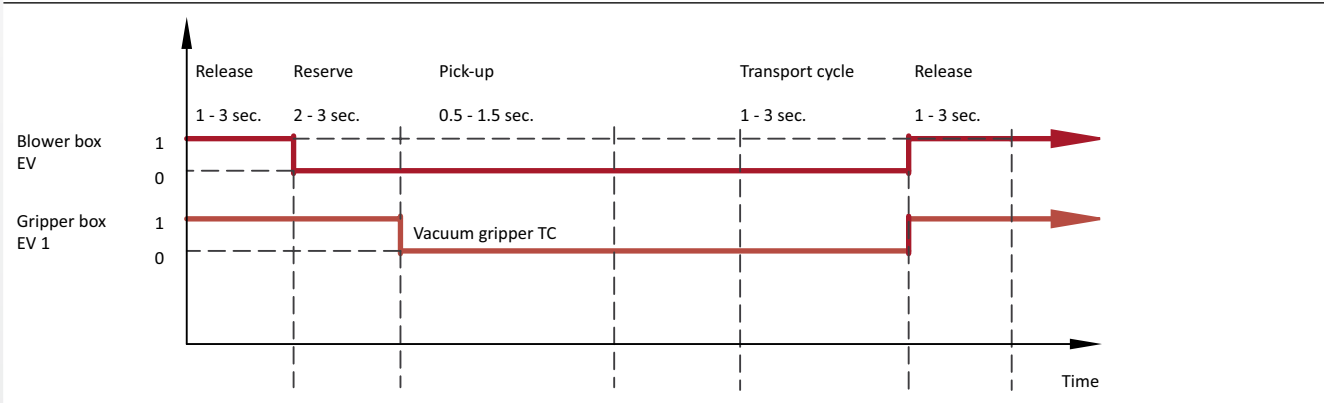 Release Reserve Pick-up Transport cycle Release
1 - 3 sec. 2 - 3 sec. 0.5 - 1.5 sec. 1 - 3 sec. 1 - 3 sec.
Blower box 1
EV
0
Gripper box 1
EV 1
Vacuum gripper TC
0
Time